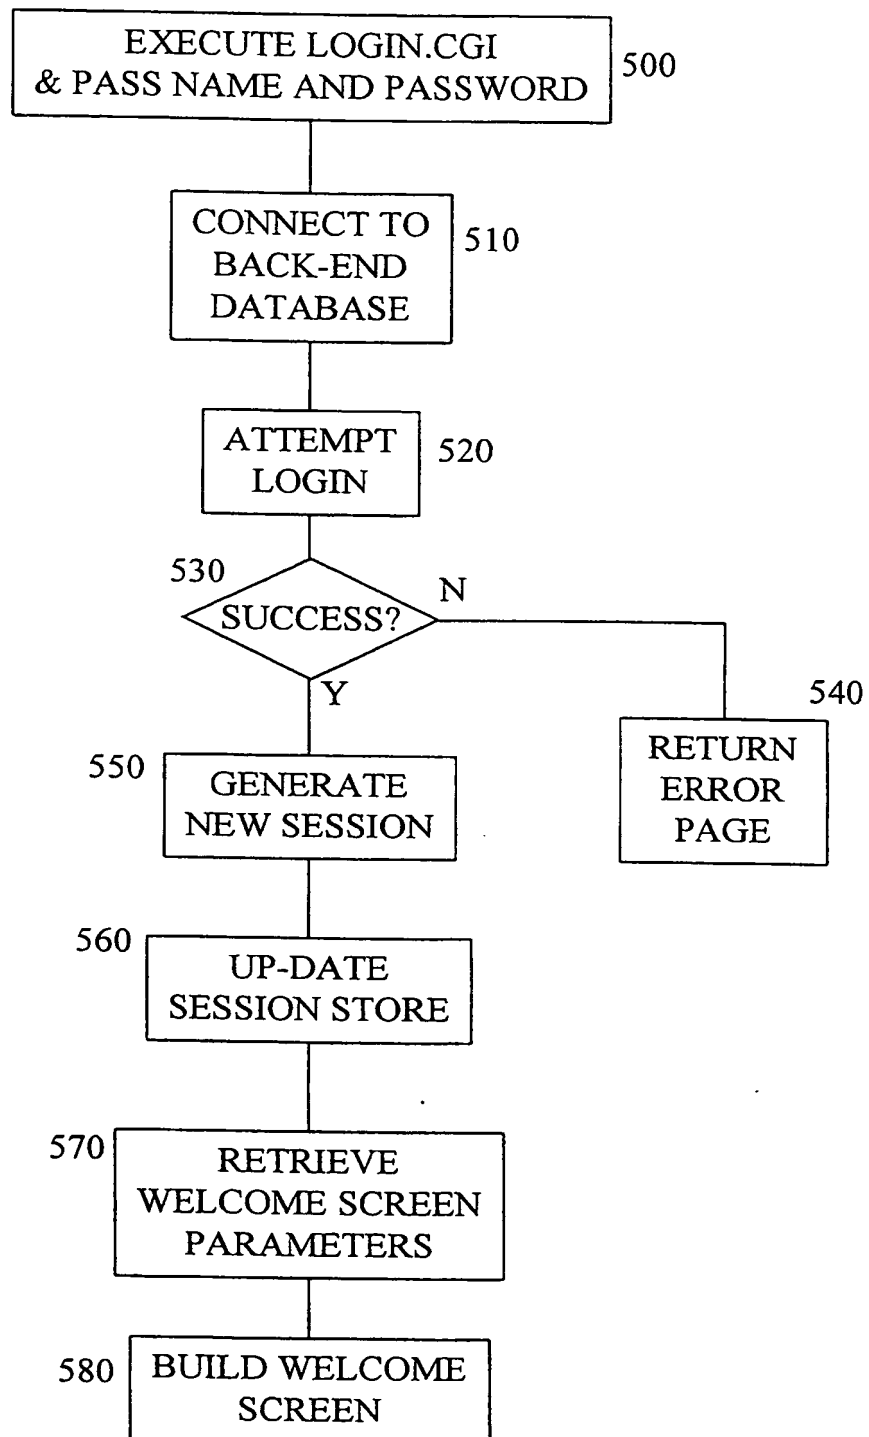 EXECUTE LOGIN.CGI
& PASS NAME AND PASSWORD
500
CONNECT TO
BACK-END
DATABASE
510
ATTEMPT
LOGIN
520
530
SUCCESS?
N
Y
540
RETURN
ERROR
PAGE
550
GENERATE
NEW SESSION
560
UP-DATE
SESSION STORE
570
RETRIEVE
WELCOME SCREEN
PARAMETERS
580
BUILD WELCOME
SCREEN